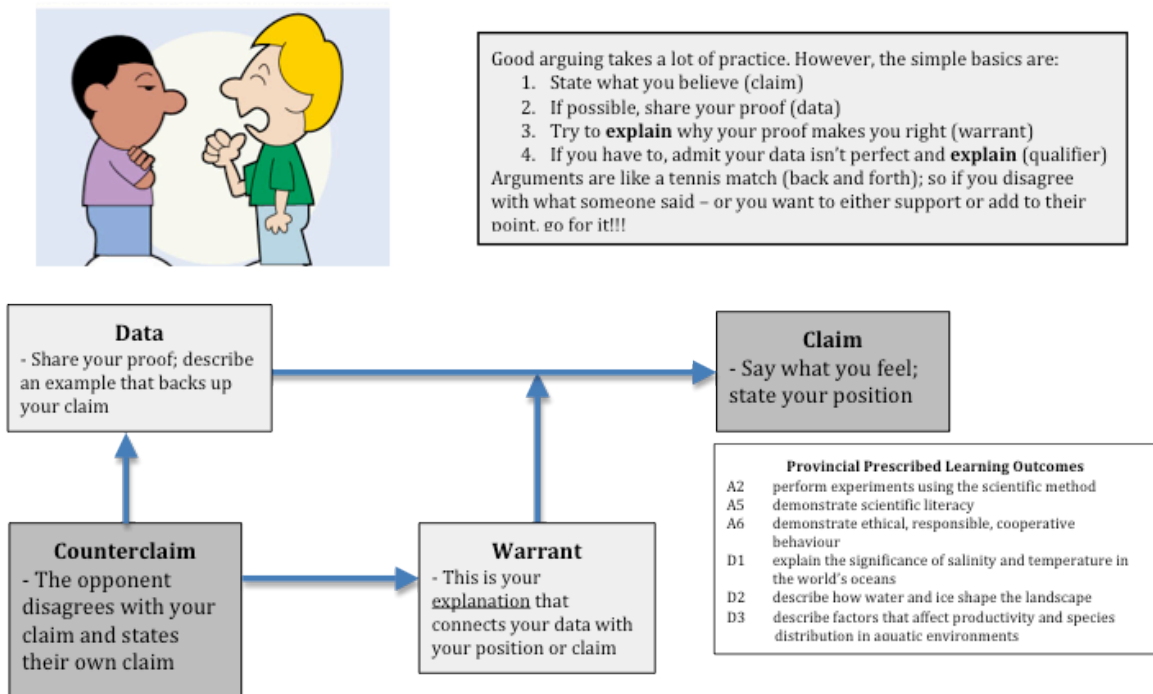 Good arguing takes a lot of practice. However, the simple basics are:
1. State what you believe (claim)
2. If possible, share your proof (data)
3. Try to explain why your proof makes you right (warrant)
4. If you have to, admit your data isn't perfect and explain (qualifier)
Arguments are like a tennis match (back and forth); so if you disagree
with what someone said – or you want to either support or add to their
point, go for it!!!
Data
- Share your proof; describe
an example that backs up
your claim
Claim
- Say what you feel;
state your position
Provincial Prescribed Learning Outcomes
A2 perform experiments using the scientific method
A5 demonstrate scientific literacy
A6 demonstrate ethical, responsible, cooperative
behaviour
D1 explain the significance of salinity and temperature in
the world's oceans
D2 describe how water and ice shape the landscape
D3 describe factors that affect productivity and species
distribution in aquatic environments
Counterclaim
- The opponent
disagrees with your
claim and states
their own claim
Warrant
- This is your
explanation that
connects your data with
your position or claim